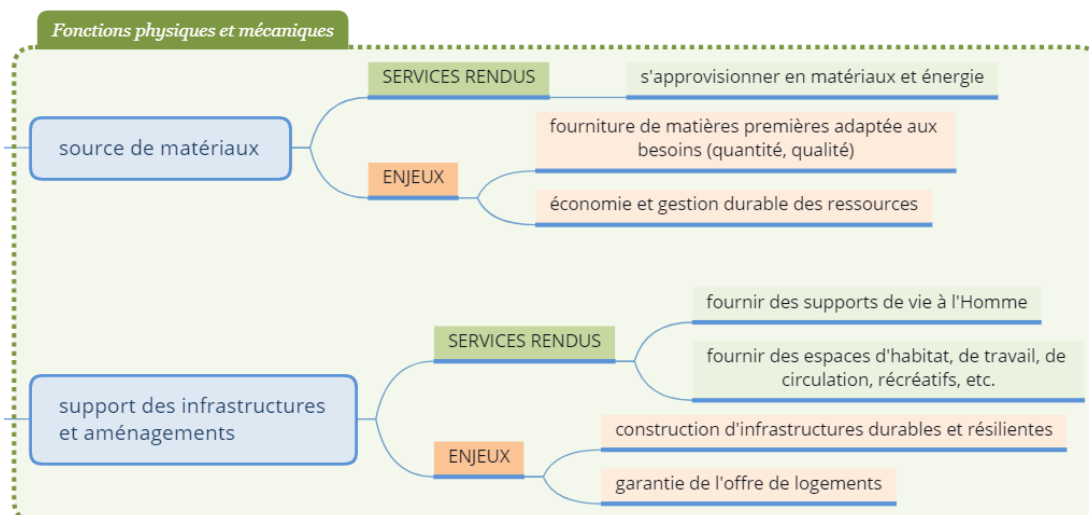 Fonctions physiques et mécaniques
SERVICES RENDUS
s'approvisionner en matériaux et énergie
source de matériaux
fourniture de matières premières adaptée aux
besoins (quantité, qualité)
ENJEUX
économie et gestion durable des ressources
fournir des supports de vie à l'Homme
SERVICES RENDUS
fournir des espaces d'habitat, de travail, de
circulation, récréatifs, etc.
support des infrastructures
et aménagements
construction d'infrastructures durables et résilientes
ENJEUX
garantie de l'offre de logements